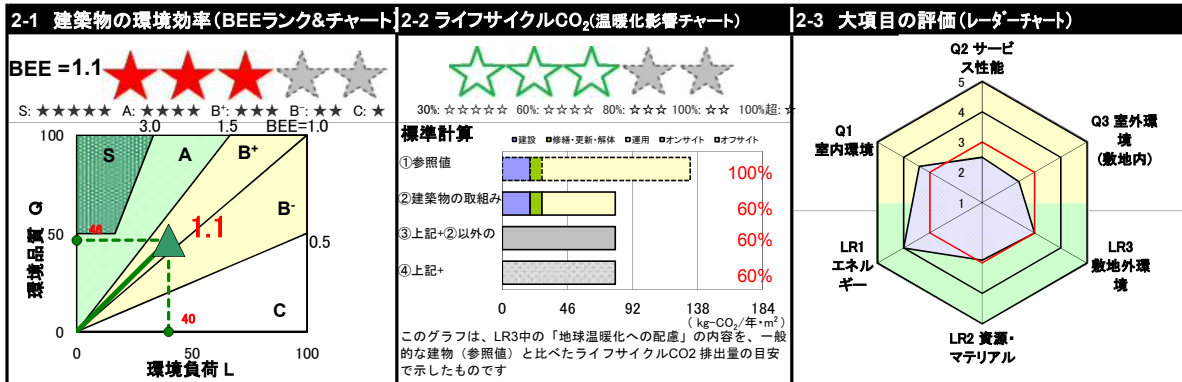 2-1 建築物の環境効率(BEEランク&チャート)
BEE =1.1
S: ★★★★★ A: ★★★★ B⁺: ★★★ B⁻: ★★ C: ★
3.0 1.5 BEE=1.0
100
S
A
B⁺
B⁻
C
1.1
0.5
50
46
40
環境品質 Q
0
0 50 100
環境負荷 L
2-2 ライフサイクルCO₂(温暖化影響チャート)
30%: ☆☆☆☆☆ 60%: ☆☆☆☆ 80%: ☆☆☆ 100%: ☆☆ 100%超: ☆
標準計算
■建設 ■修繕・更新・解体 □運用 ■オンサイト □オフサイト
①参照値 100%
②建築物の取組み 60%
③上記+②以外の 60%
④上記+ 60%
0 46 92 138 184
( kg-CO₂/年・m² )
このグラフは、LR3中の「地球温暖化への配慮」の内容を、一般
的な建物（参照値）と比べたライフサイクルCO2 排出量の目安
で示したものです
2-3 大項目の評価(レーダーチャート)
Q2 サービ
ス性能
Q3 室外環
境
(敷地内)
LR3
敷地外環
境
LR2 資源・
マテリアル
LR1
エネル
ギー
Q1
室内環境
5
4
3
2
1